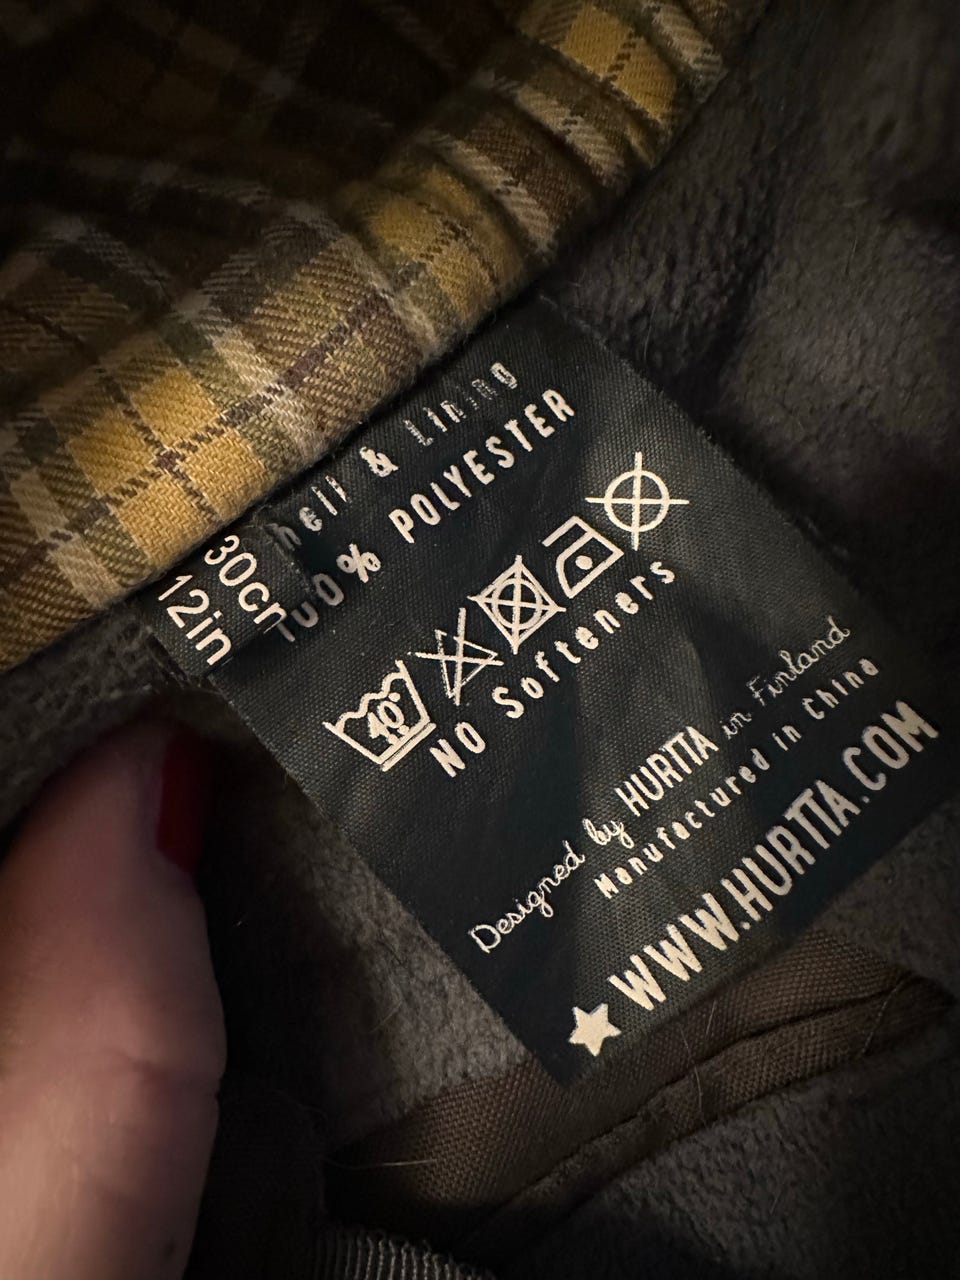 30cm
12in
Shell & Lining
100% POLYESTER
40°
NO Softeners
Designed by HURTTA in Finland
Manufactured in China
WWW.HURTTA.COM